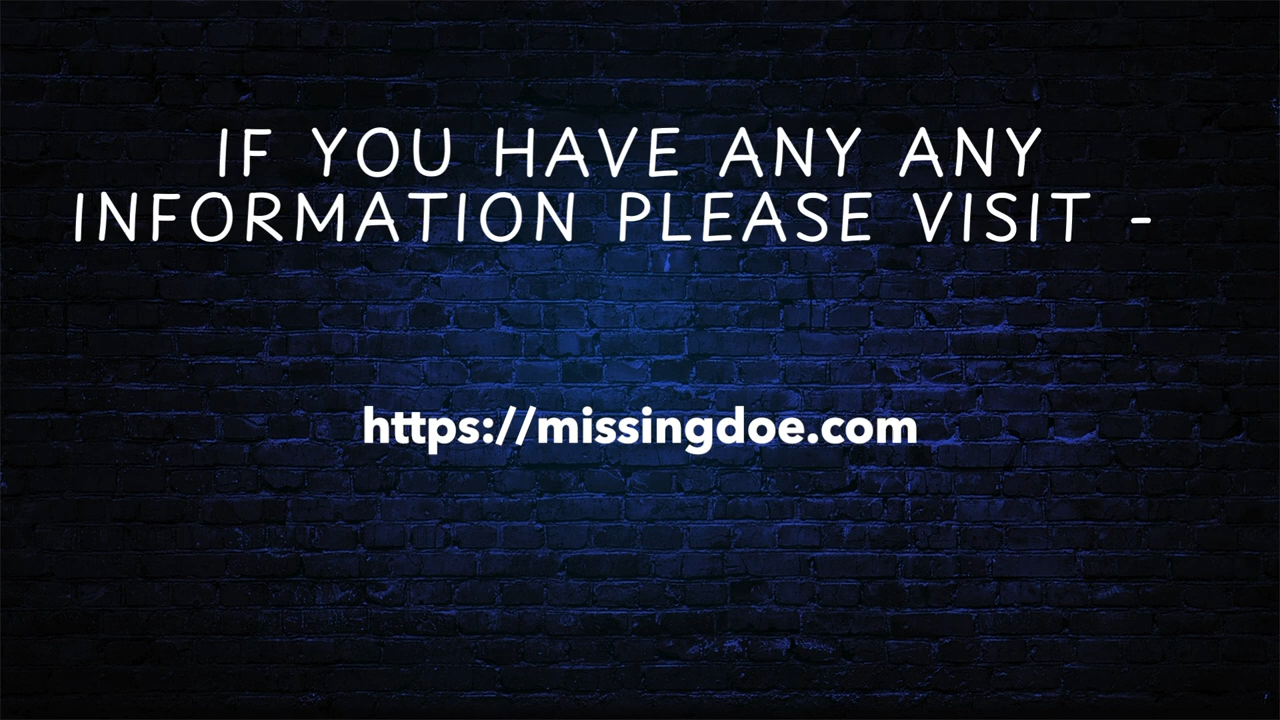 IF YOU HAVE ANY ANY
INFORMATION PLEASE VISIT -
https://missingdoe.com